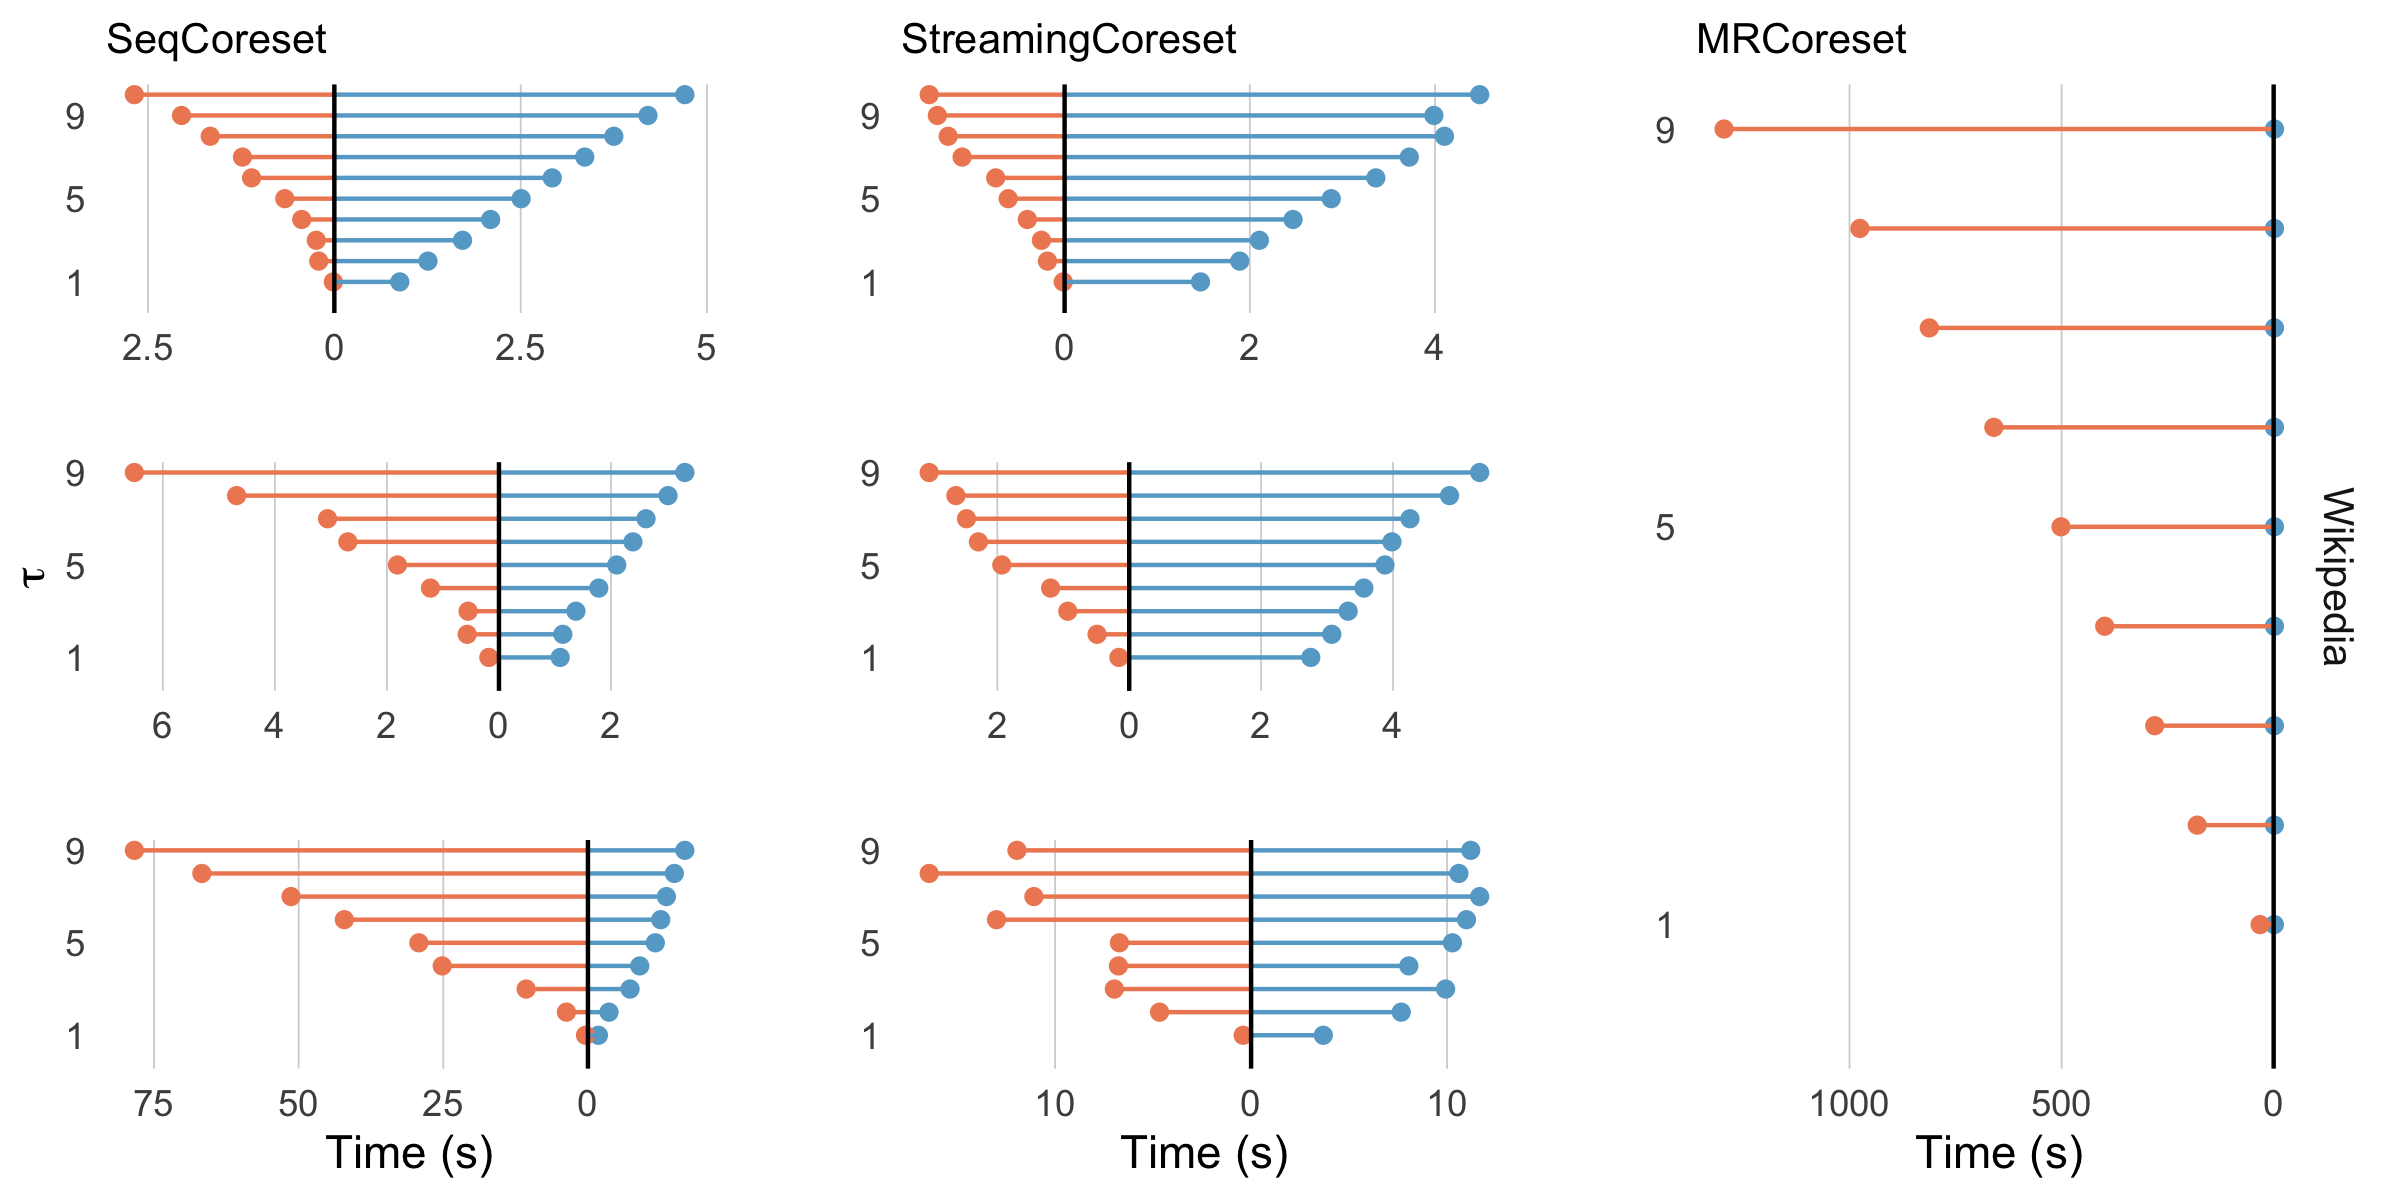 SeqCoreset StreamingCoreset MRCoreset
9 9 9
5 5
1 1
2.5 0 2.5 5 0 2 4
9 9
τ 5 5 5 Wikipedia
1 1
6 4 2 0 2 2 0 2 4
9 9
5 5 1
1 1
75 50 25 0 10 0 10 1000 500 0
Time (s) Time (s) Time (s)